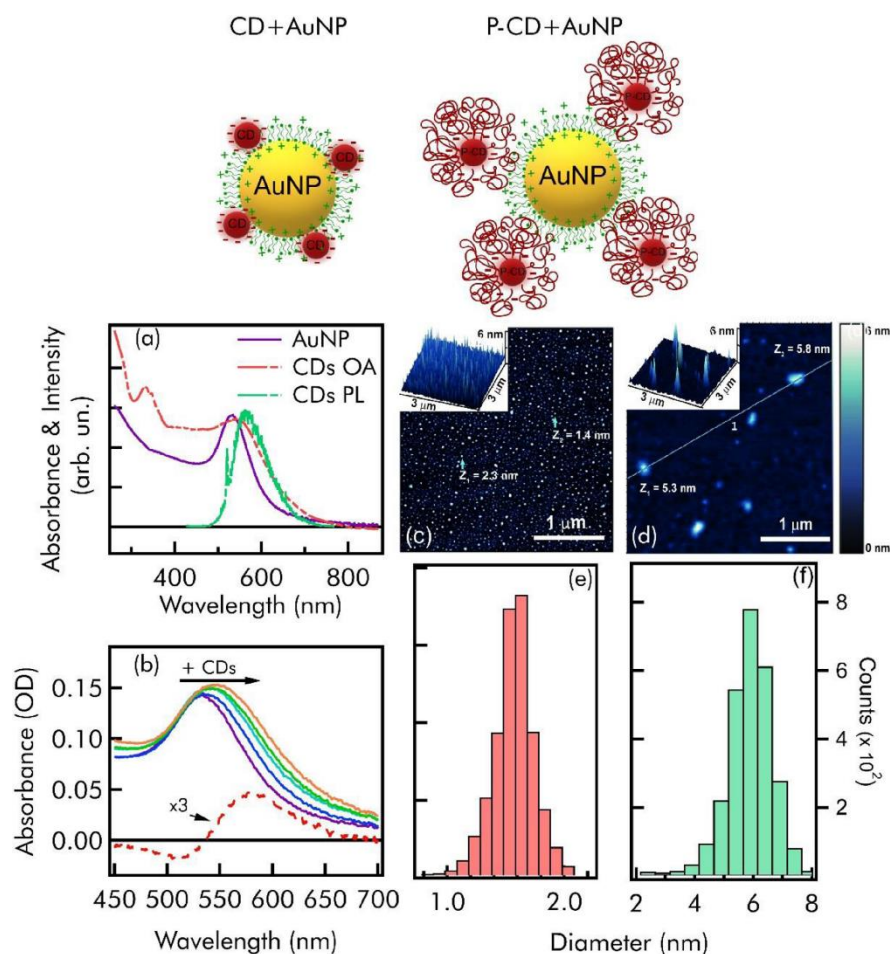 CD+AuNP
P-CD+AuNP
CD
CD
CD
CD
AuNP
P-CD
P-CD
P-CD
P-CD
AuNP
(a)
AuNP
CDs OA
CDs PL
Absorbance & Intensity
(arb. un.)
400
600
800
Wavelength (nm)
6 nm
3 µm
3 µm
Z₂ = 1.4 nm
Z₁ = 2.3 nm
1 µm
(c)
6 nm
3 µm
3 µm
Z₂ = 5.8 nm
1
Z₁ = 5.3 nm
1 µm
(d)
6 nm
0 nm
(b)
+ CDs
x3
Absorbance (OD)
0.15
0.10
0.05
0.00
450
500
550
600
650
700
Wavelength (nm)
(e)
1.0
2.0
(f)
8
6
4
2
Counts (x 10²)
2
4
6
8
Diameter (nm)